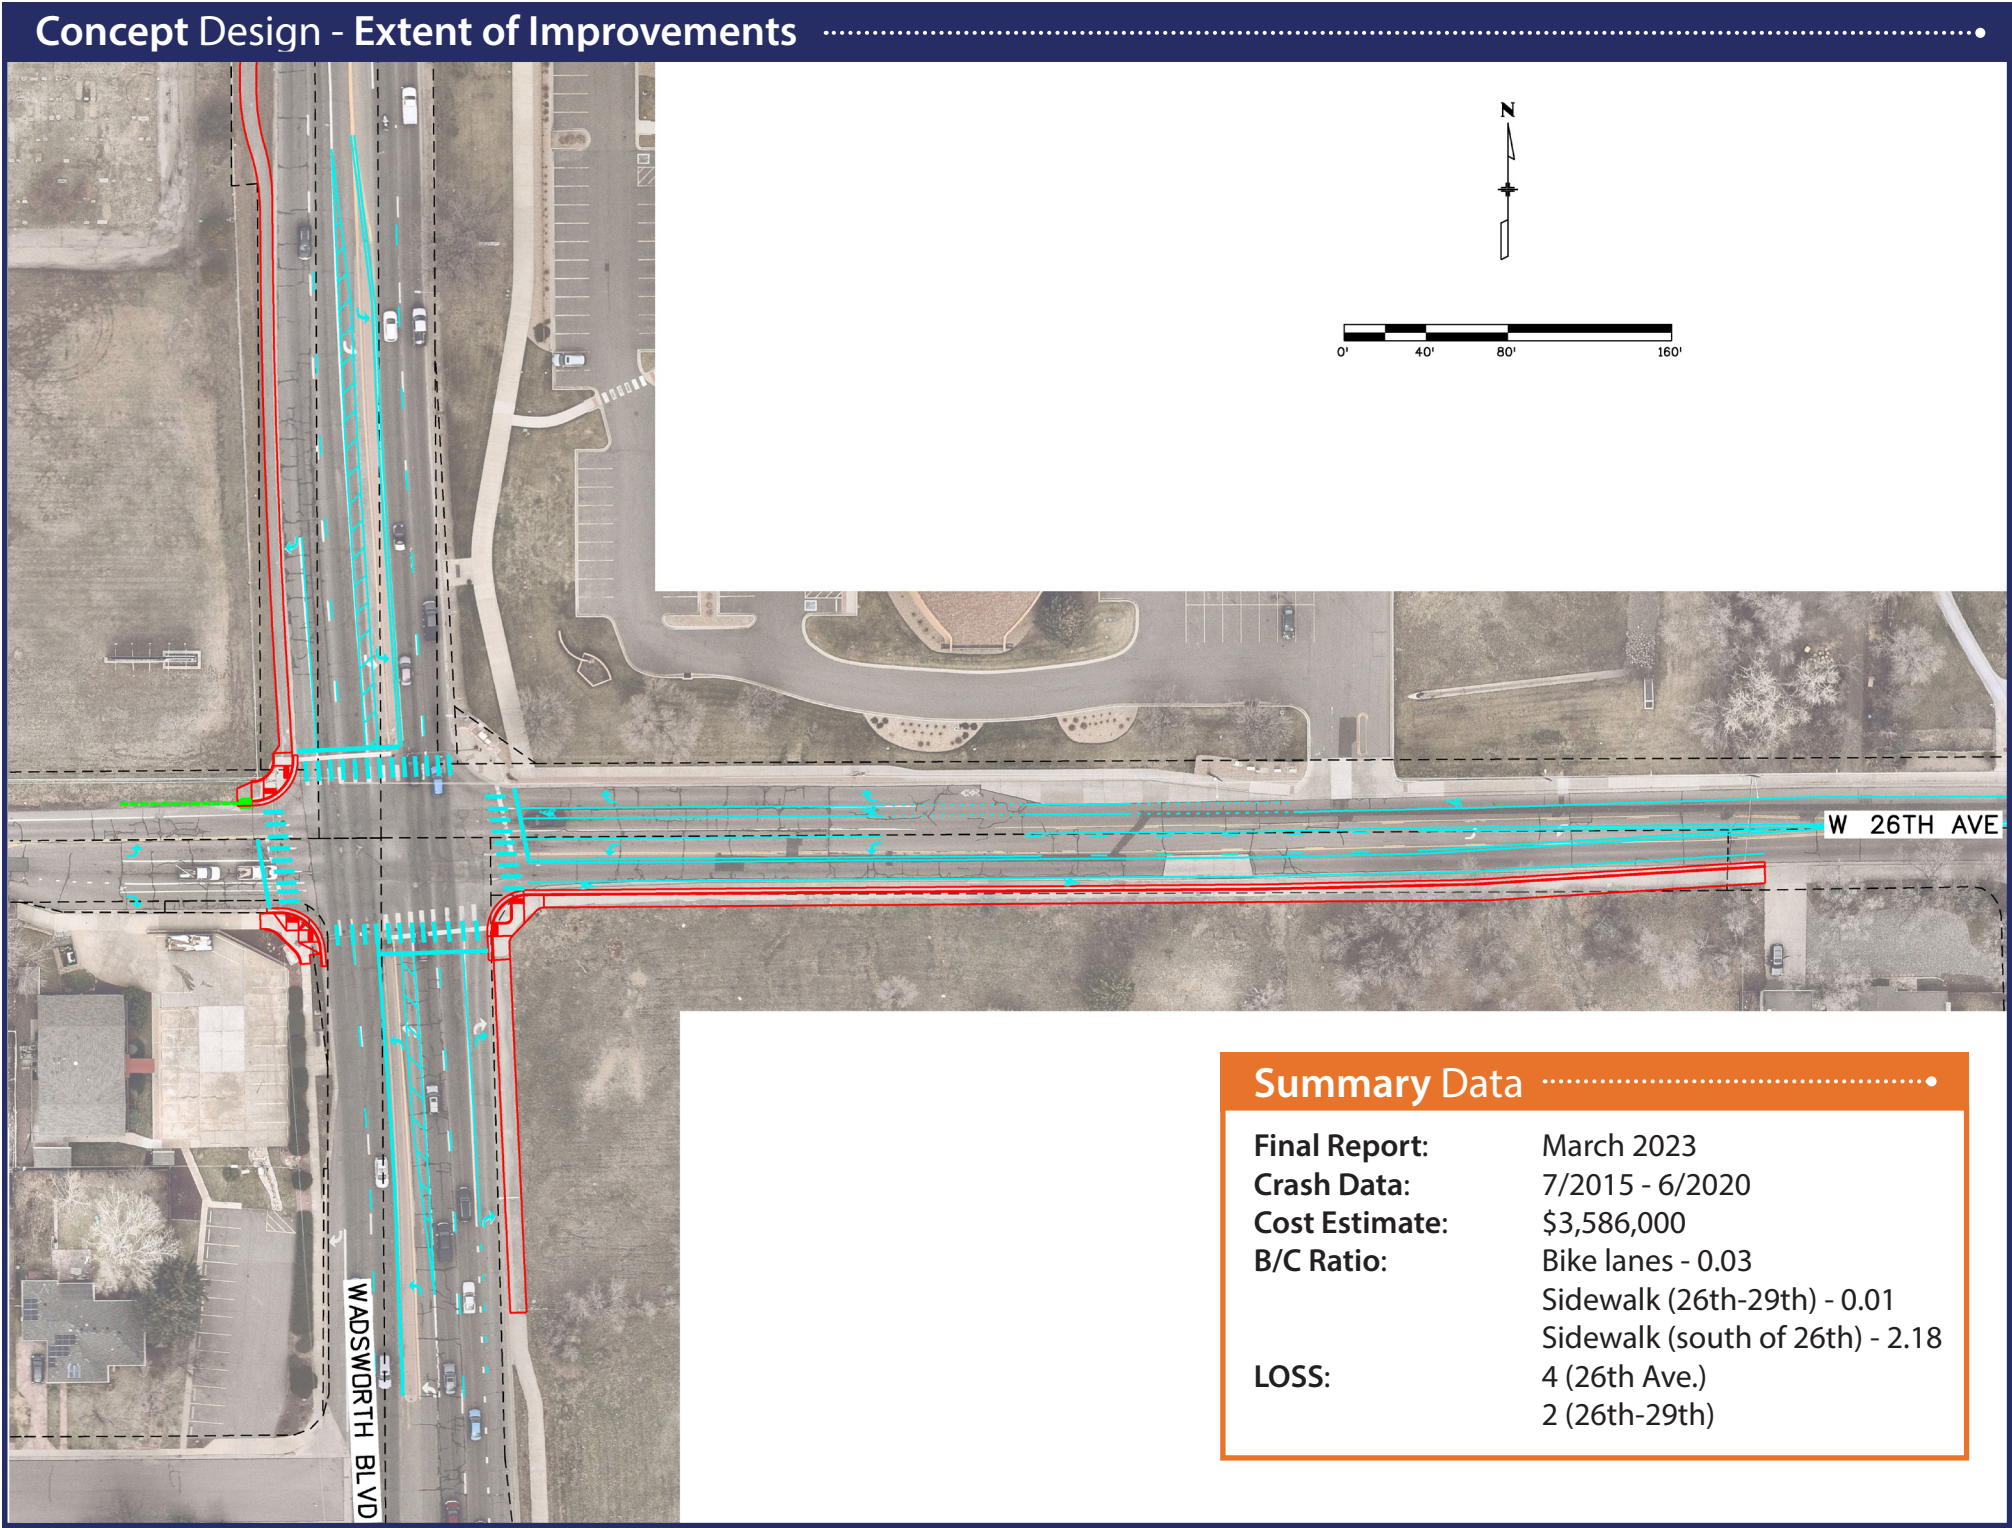 Concept Design - Extent of Improvements
N
0' 40' 80' 160'
W 26TH AVE
WADSWORTH BLVD
Summary Data
Final Report: March 2023
Crash Data: 7/2015 - 6/2020
Cost Estimate: $3,586,000
B/C Ratio: Bike lanes - 0.03
Sidewalk (26th-29th) - 0.01
Sidewalk (south of 26th) - 2.18
LOSS: 4 (26th Ave.)
2 (26th-29th)